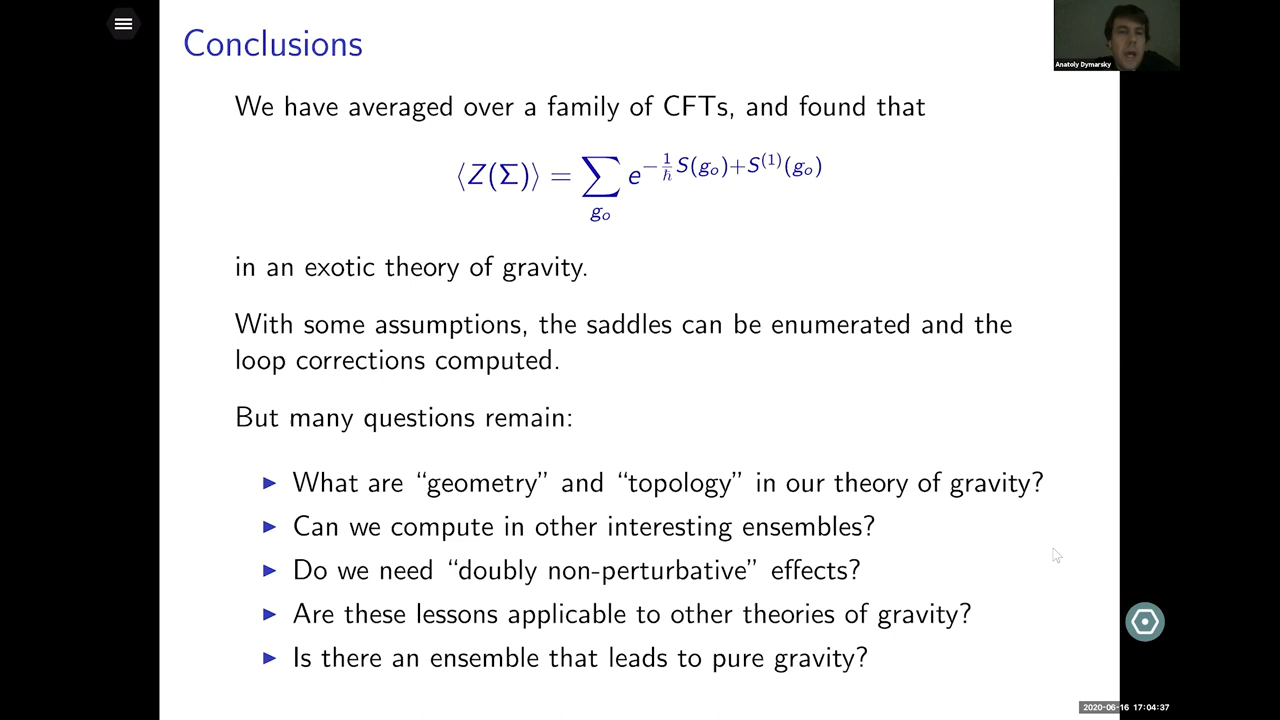 Conclusions
Anatoly Dymarsky
We have averaged over a family of CFTs, and found that
⟨Z(Σ)⟩ = ∑_{g_o} e^{−\frac{1}{ħ}S(g_o)+S^{(1)}(g_o)}
in an exotic theory of gravity.
With some assumptions, the saddles can be enumerated and the
loop corrections computed.
But many questions remain:
▶ What are “geometry” and “topology” in our theory of gravity?
▶ Can we compute in other interesting ensembles?
▶ Do we need “doubly non-perturbative” effects?
▶ Are these lessons applicable to other theories of gravity?
▶ Is there an ensemble that leads to pure gravity?
2020-06-16 17:04:37